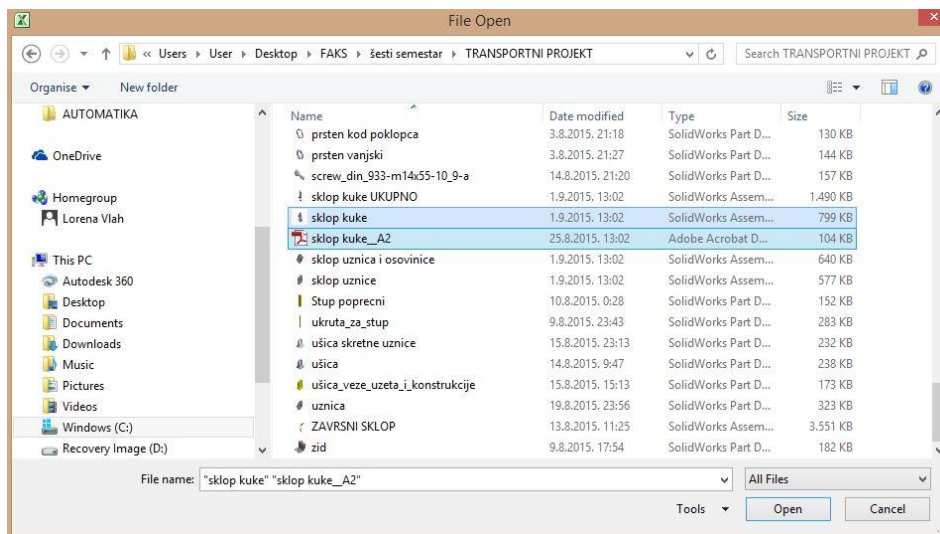 File Open
« Users ▸ User ▸ Desktop ▸ FAKS ▸ šesti semestar ▸ TRANSPORTNI PROJEKT
Search TRANSPORTNI PROJEKT
Organise
New folder
AUTOMATIKA
OneDrive
Homegroup
Lorena Vlah
This PC
Autodesk 360
Desktop
Documents
Downloads
Music
Pictures
Videos
Windows (C:)
Recovery Image (D:)
Name Date modified Type Size
prsten kod poklopca 3.8.2015. 21:18 SolidWorks Part D... 130 KB
prsten vanjski 3.8.2015. 21:27 SolidWorks Part D... 144 KB
screw_din_933-m14x55-10_9-a 14.8.2015. 21:20 SolidWorks Part D... 157 KB
sklop kuke UKUPNO 1.9.2015. 13:02 SolidWorks Assem... 1.490 KB
sklop kuke 1.9.2015. 13:02 SolidWorks Assem... 799 KB
sklop kuke__A2 25.8.2015. 13:02 Adobe Acrobat D... 104 KB
sklop uznica i osovinice 1.9.2015. 13:02 SolidWorks Assem... 640 KB
sklop uznice 1.9.2015. 13:02 SolidWorks Assem... 577 KB
Stup poprecni 10.8.2015. 0:28 SolidWorks Part D... 152 KB
ukruta_za_stup 9.8.2015. 23:43 SolidWorks Part D... 283 KB
ušica skretne uznice 15.8.2015. 23:13 SolidWorks Part D... 232 KB
ušica 14.8.2015. 9:47 SolidWorks Part D... 238 KB
ušica_veze_uzeta_i_konstrukcije 15.8.2015. 15:13 SolidWorks Part D... 173 KB
uznica 19.8.2015. 23:56 SolidWorks Part D... 323 KB
ZAVRSNI SKLOP 13.8.2015. 11:25 SolidWorks Assem... 3.551 KB
zid 9.8.2015. 17:54 SolidWorks Part D... 182 KB
File name: "sklop kuke" "sklop kuke__A2"
All Files
Tools
Open
Cancel